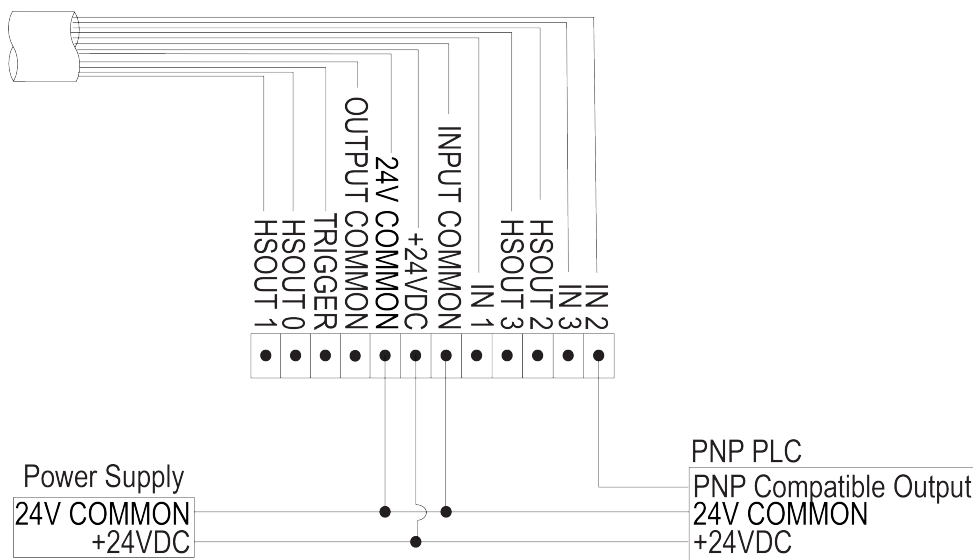 HSOUT 1
HSOUT 0
TRIGGER
OUTPUT COMMON
24V COMMON
+24VDC
INPUT COMMON
IN 1
HSOUT 3
HSOUT 2
IN 3
IN 2
Power Supply
24V COMMON
+24VDC
PNP PLC
PNP Compatible Output
24V COMMON
+24VDC